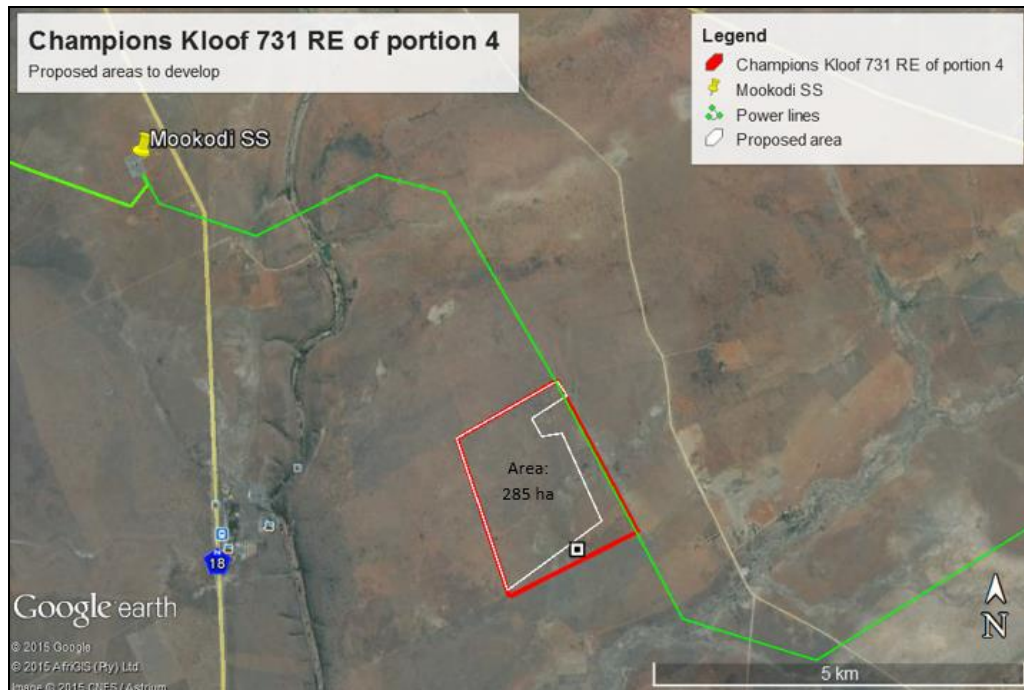 Champions Kloof 731 RE of portion 4
Proposed areas to develop
Legend
Champions Kloof 731 RE of portion 4
Mookodi SS
Power lines
Proposed area
Mookodi SS
Area:
285 ha
N
18
Google earth
© 2015 Google
© 2015 AfriGIS (Pty) Ltd.
Image © 2015 CNES / Astrium
N
5 km